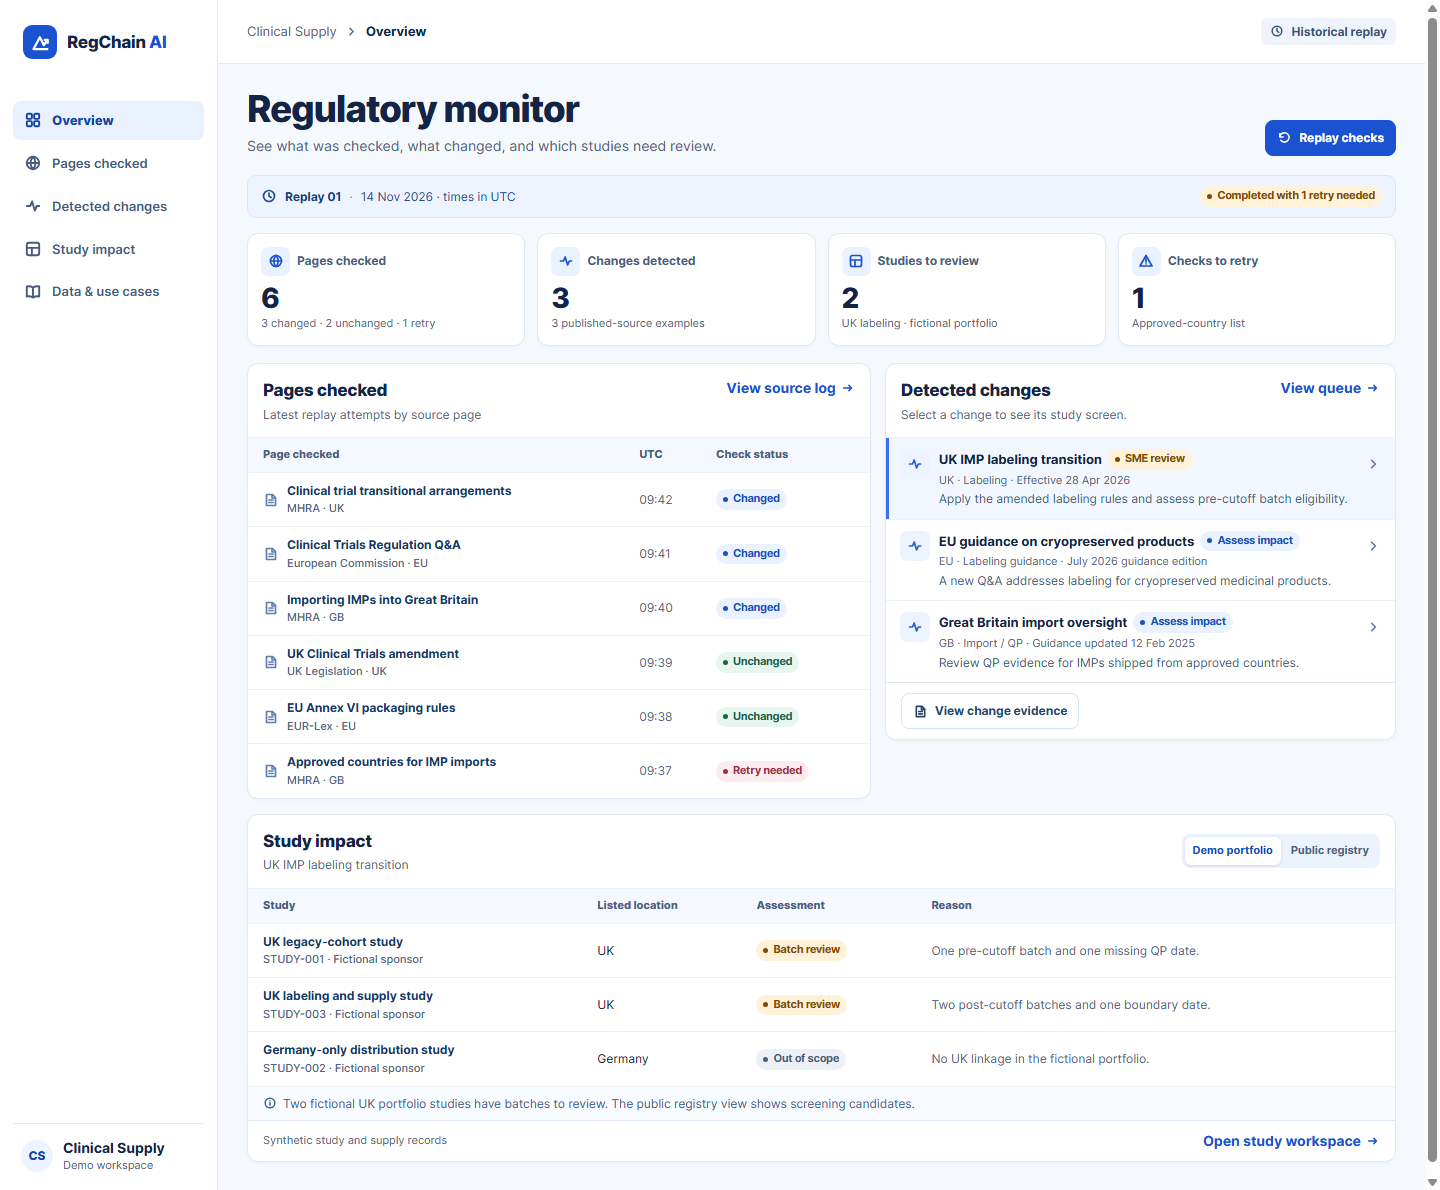 RegChain AI
Overview
Pages checked
Detected changes
Study impact
Data & use cases
CS
Clinical Supply
Demo workspace
Clinical Supply > Overview
Historical replay
Regulatory monitor
See what was checked, what changed, and which studies need review.
Replay checks
Replay 01 · 14 Nov 2026 · times in UTC
Completed with 1 retry needed
Pages checked
6
3 changed · 2 unchanged · 1 retry
Changes detected
3
3 published-source examples
Studies to review
2
UK labeling · fictional portfolio
Checks to retry
1
Approved-country list
Pages checked
View source log →
Latest replay attempts by source page
Page checked UTC Check status
Clinical trial transitional arrangements
MHRA · UK
09:42
Changed
Clinical Trials Regulation Q&A
European Commission · EU
09:41
Changed
Importing IMPs into Great Britain
MHRA · GB
09:40
Changed
UK Clinical Trials amendment
UK Legislation · UK
09:39
Unchanged
EU Annex VI packaging rules
EUR-Lex · EU
09:38
Unchanged
Approved countries for IMP imports
MHRA · GB
09:37
Retry needed
Detected changes
View queue →
Select a change to see its study screen.
UK IMP labeling transition
SME review
UK · Labeling · Effective 28 Apr 2026
Apply the amended labeling rules and assess pre-cutoff batch eligibility.
EU guidance on cryopreserved products
Assess impact
EU · Labeling guidance · July 2026 guidance edition
A new Q&A addresses labeling for cryopreserved medicinal products.
Great Britain import oversight
Assess impact
GB · Import / QP · Guidance updated 12 Feb 2025
Review QP evidence for IMPs shipped from approved countries.
View change evidence
Study impact
UK IMP labeling transition
Demo portfolio
Public registry
Study Listed location Assessment Reason
UK legacy-cohort study
STUDY-001 · Fictional sponsor
UK
Batch review
One pre-cutoff batch and one missing QP date.
UK labeling and supply study
STUDY-003 · Fictional sponsor
UK
Batch review
Two post-cutoff batches and one boundary date.
Germany-only distribution study
STUDY-002 · Fictional sponsor
Germany
Out of scope
No UK linkage in the fictional portfolio.
Two fictional UK portfolio studies have batches to review. The public registry view shows screening candidates.
Synthetic study and supply records
Open study workspace →